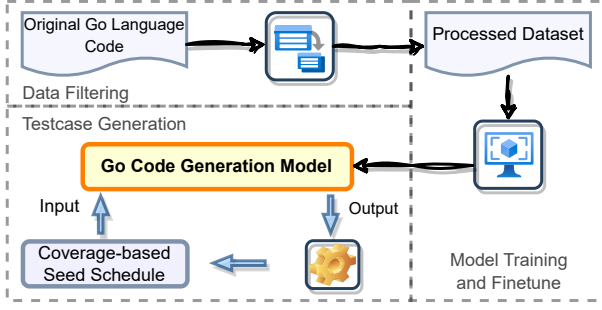 Original Go Language
Code
Processed Dataset
Data Filtering
Testcase Generation
Go Code Generation Model
Input
Output
Coverage-based
Seed Schedule
Model Training
and Finetune